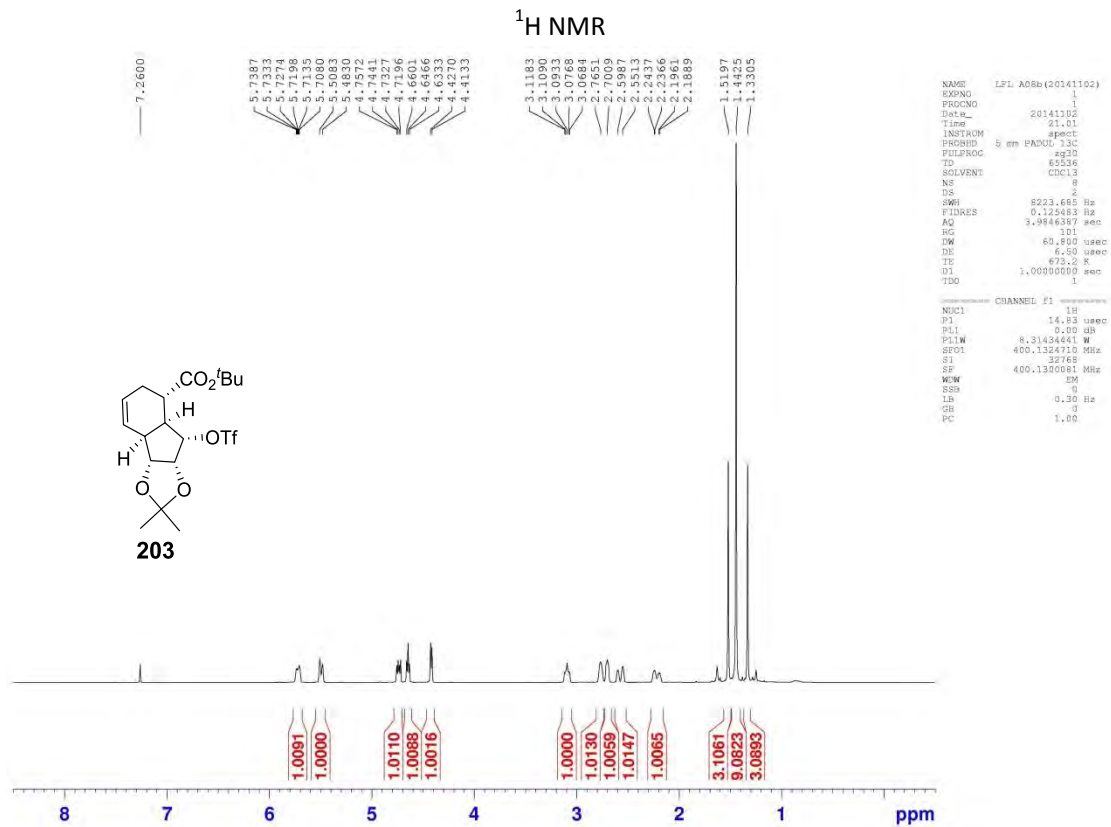 ¹H NMR
7.2600
5.7387
5.7333
5.7274
5.7198
5.7135
5.7080
5.5083
5.4830
4.7572
4.7441
4.7327
4.7196
4.6601
4.6466
4.6333
4.4270
4.4133
3.1183
3.1090
3.0933
3.0768
3.0684
2.7651
2.7009
2.5987
2.5513
2.2437
2.2366
2.1961
2.1889
1.5197
1.4425
1.3305
NAME LFL A08b(20141102)
EXPNO 1
PROCNO 1
Date_ 20141102
Time 21.01
INSTRUM spect
PROBHD 5 mm PADUL 13C
PULPROG zg30
TD 65536
SOLVENT CDCl3
NS 8
DS 2
SWH 8223.685 Hz
FIDRES 0.125483 Hz
AQ 3.9846387 sec
RG 101
DW 60.800 usec
DE 6.50 usec
TE 673.2 K
D1 1.00000000 sec
TD0 1
======== CHANNEL f1 ========
NUC1 1H
P1 14.83 usec
PL1 0.00 dB
PL1W 8.31434441 W
SFO1 400.1324710 MHz
SI 32768
SF 400.1300081 MHz
WDW EM
SSB 0
LB 0.30 Hz
GB 0
PC 1.00
CO₂ᵗBu
H
OTf
H
O
O
203
1.0091
1.0000
1.0110
1.0088
1.0016
1.0000
1.0130
1.0059
1.0147
1.0065
3.1061
9.0823
3.0893
8 7 6 5 4 3 2 1 ppm